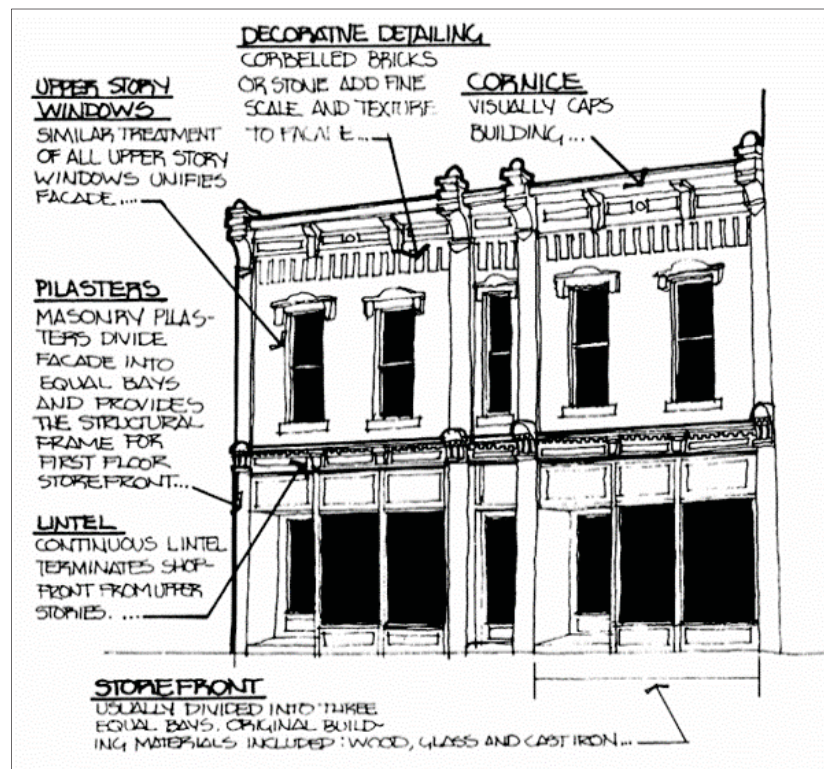 DECORATIVE DETAILING
CORBELLED BRICKS
OR STONE ADD FINE
SCALE AND TEXTURE
TO FACADE...
UPPER STORY
WINDOWS
SIMILAR TREATMENT
OF ALL UPPER STORY
WINDOWS UNIFIES
FACADE....
CORNICE
VISUALLY CAPS
BUILDING...
PILASTERS
MASONRY PILAS-
TERS DIVIDE
FACADE INTO
EQUAL BAYS
AND PROVIDES
THE STRUCTURAL
FRAME FOR
FIRST FLOOR
STOREFRONT...
LINTEL
CONTINUOUS LINTEL
TERMINATES SHOP-
FRONT FROM UPPER
STORIES. ....
STOREFRONT
USUALLY DIVIDED INTO THREE
EQUAL BAYS. ORIGINAL BUILD-
ING MATERIALS INCLUDED: WOOD, GLASS AND CAST IRON...